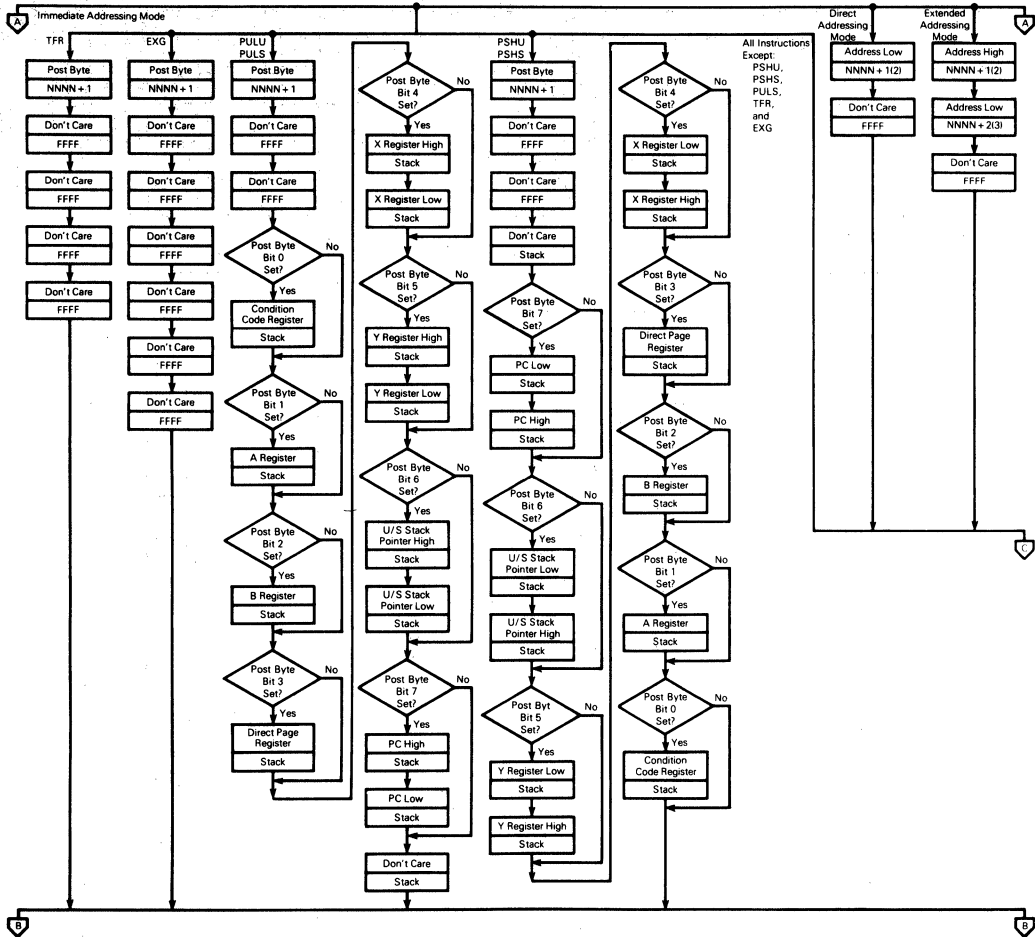 A
Immediate Addressing Mode
A
TFR
Post Byte
NNNN + 1
Don't Care
FFFF
Don't Care
FFFF
Don't Care
FFFF
Don't Care
FFFF
EXG
Post Byte
NNNN + 1
Don't Care
FFFF
Don't Care
FFFF
Don't Care
FFFF
Don't Care
FFFF
Don't Care
FFFF
Don't Care
FFFF
PULU
PULS
Post Byte
NNNN + 1
Don't Care
FFFF
Don't Care
FFFF
Post Byte
Bit 0
Set?
No
Yes
Condition
Code Register
Stack
Post Byte
Bit 1
Set?
No
Yes
A Register
Stack
Post Byte
Bit 2
Set?
No
Yes
B Register
Stack
Post Byte
Bit 3
Set?
No
Yes
Direct Page
Register
Stack
Post Byte
Bit 4
Set?
No
Yes
X Register High
Stack
X Register Low
Stack
Post Byte
Bit 5
Set?
No
Yes
Y Register High
Stack
Y Register Low
Stack
Post Byte
Bit 6
Set?
No
Yes
U/S Stack
Pointer High
Stack
U/S Stack
Pointer Low
Stack
Post Byte
Bit 7
Set?
No
Yes
PC High
Stack
PC Low
Stack
Don't Care
Stack
PSHU
PSHS
Post Byte
NNNN + 1
Don't Care
FFFF
Don't Care
FFFF
Don't Care
Stack
Post Byte
Bit 7
Set?
No
Yes
PC Low
Stack
PC High
Stack
Post Byte
Bit 6
Set?
No
Yes
U/S Stack
Pointer Low
Stack
U/S Stack
Pointer High
Stack
Post Byt
Bit 5
Set?
No
Yes
Y Register Low
Stack
Y Register High
Stack
Post Byte
Bit 4
Set?
No
Yes
X Register Low
Stack
X Register High
Stack
Post Byte
Bit 3
Set?
No
Yes
Direct Page
Register
Stack
Post Byte
Bit 2
Set?
No
Yes
B Register
Stack
Post Byte
Bit 1
Set?
No
Yes
A Register
Stack
Post Byte
Bit 0
Set?
No
Yes
Condition
Code Register
Stack
All Instructions
Except:
PSHU,
PSHS,
PULS,
TFR,
and
EXG
Direct
Addressing
Mode
Address Low
NNNN + 1(2)
Don't Care
FFFF
Extended
Addressing
Mode
Address High
NNNN + 1(2)
Address Low
NNNN + 2(3)
Don't Care
FFFF
C
B
B